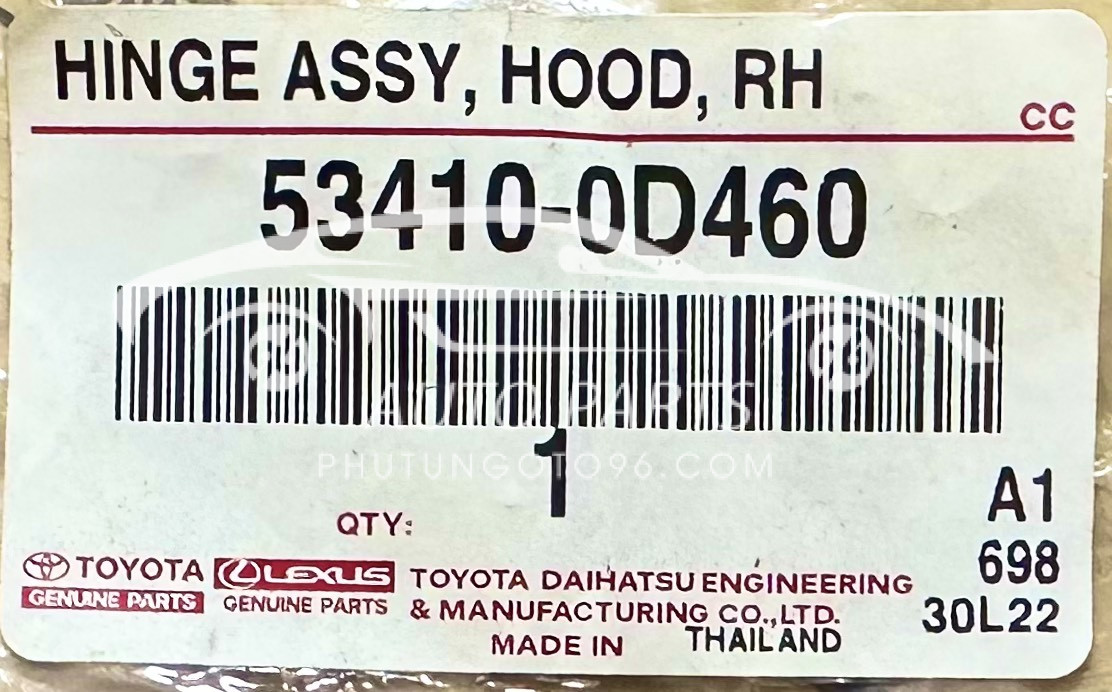 HINGE ASSY, HOOD, RH
CC
53410-0D460
AUTO PARTS
1
PHUTUNGOTO96.COM
QTY:
A1
698
30L22
TOYOTA
GENUINE PARTS
LEXUS
GENUINE PARTS
TOYOTA DAIHATSU ENGINEERING
& MANUFACTURING CO.,LTD.
MADE IN THAILAND